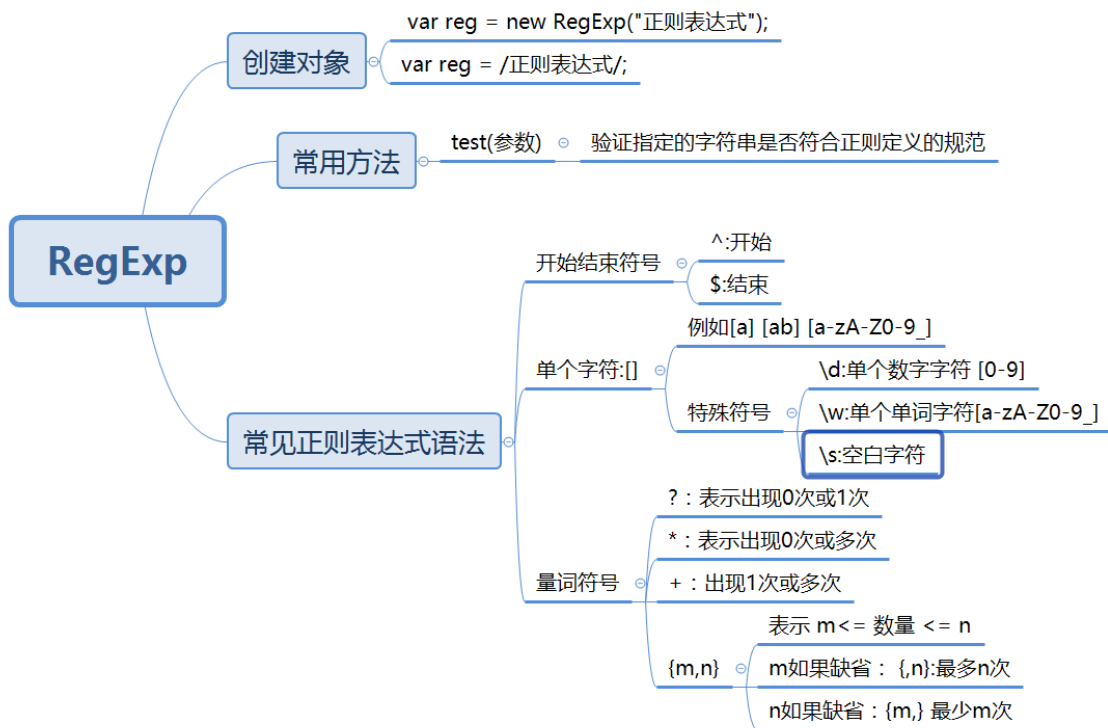 var reg = new RegExp("正则表达式");
创建对象
var reg = /正则表达式/;
test(参数)
验证指定的字符串是否符合正则定义的规范
常用方法
RegExp
^:开始
开始结束符号
$:结束
例如[a] [ab] [a-zA-Z0-9_]
单个字符:[]
\d:单个数字字符 [0-9]
特殊符号
\w:单个单词字符[a-zA-Z0-9_]
\s:空白字符
常见正则表达式语法
?：表示出现0次或1次
*：表示出现0次或多次
量词符号
+：出现1次或多次
表示 m<= 数量 <= n
{m,n}
m如果缺省： {,n}:最多n次
n如果缺省：{m,} 最少m次